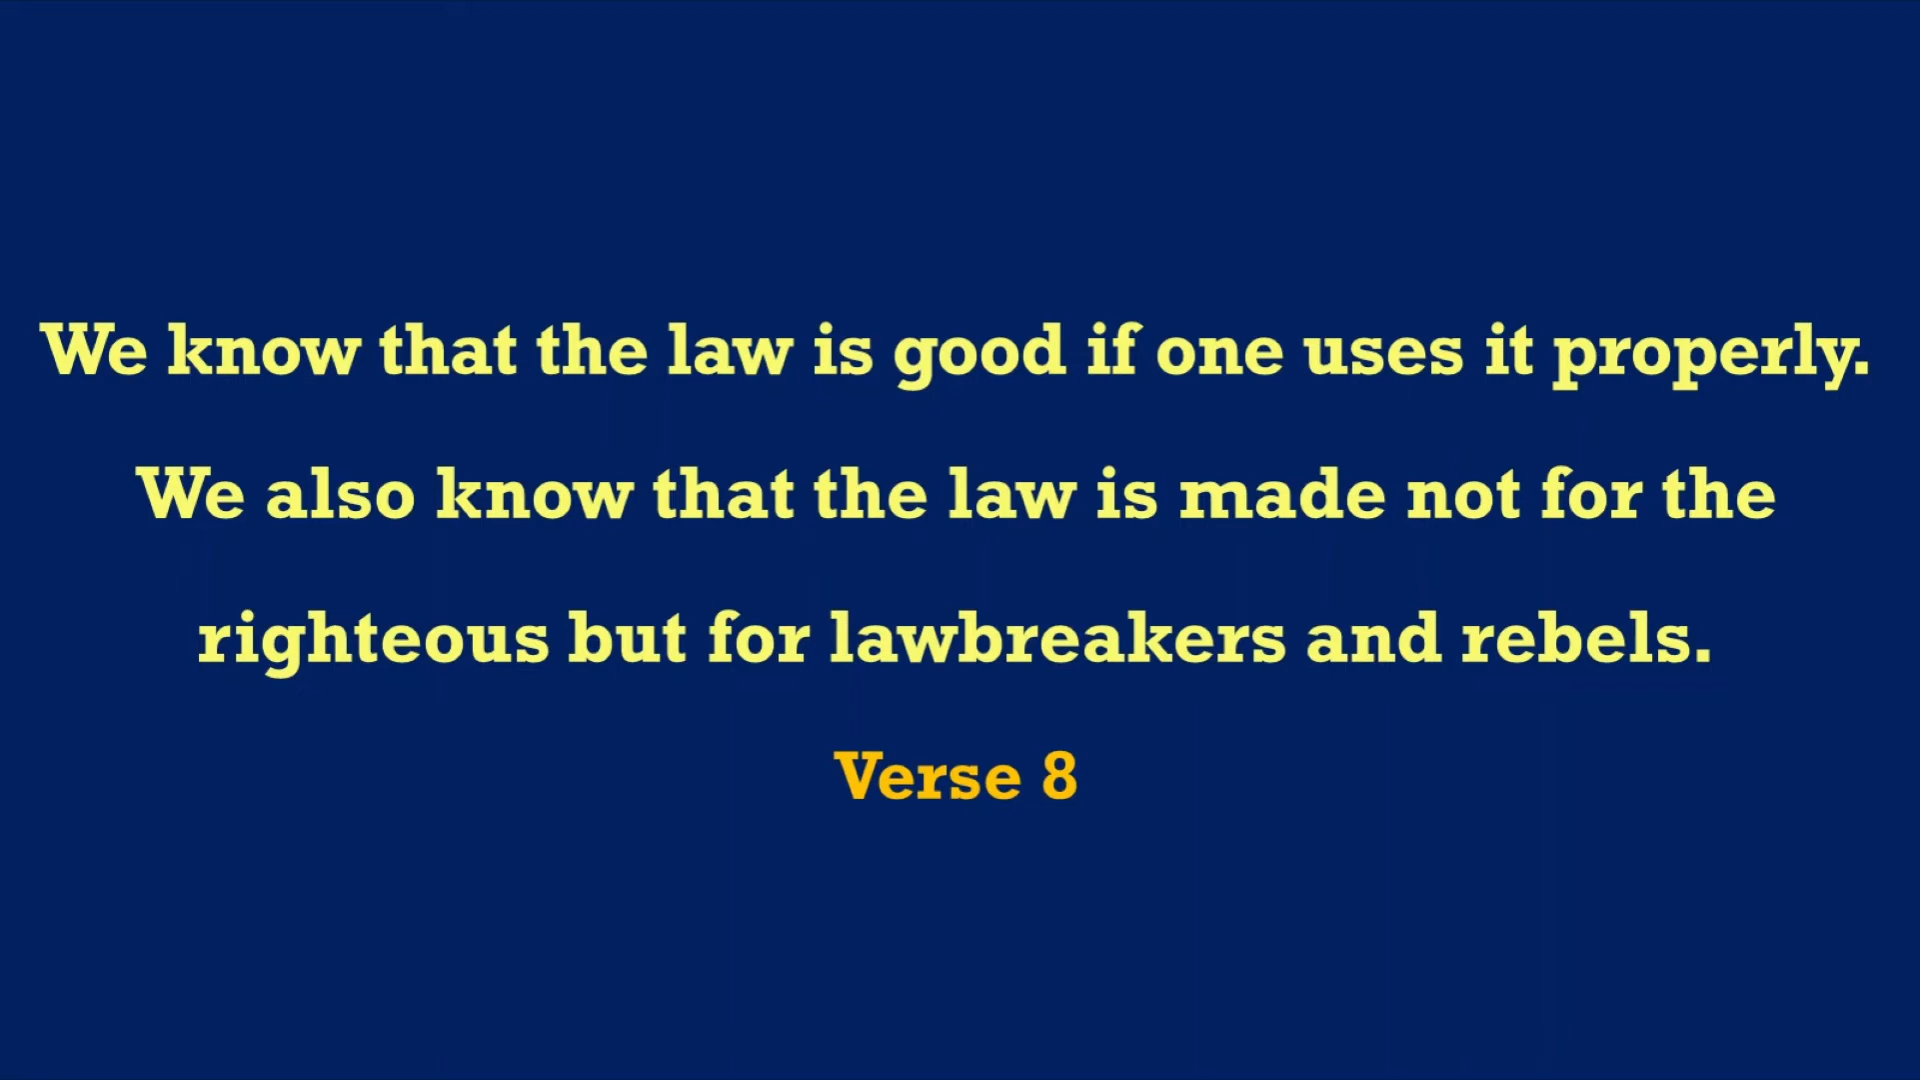 We know that the law is good if one uses it properly.
We also know that the law is made not for the
righteous but for lawbreakers and rebels.
Verse 8